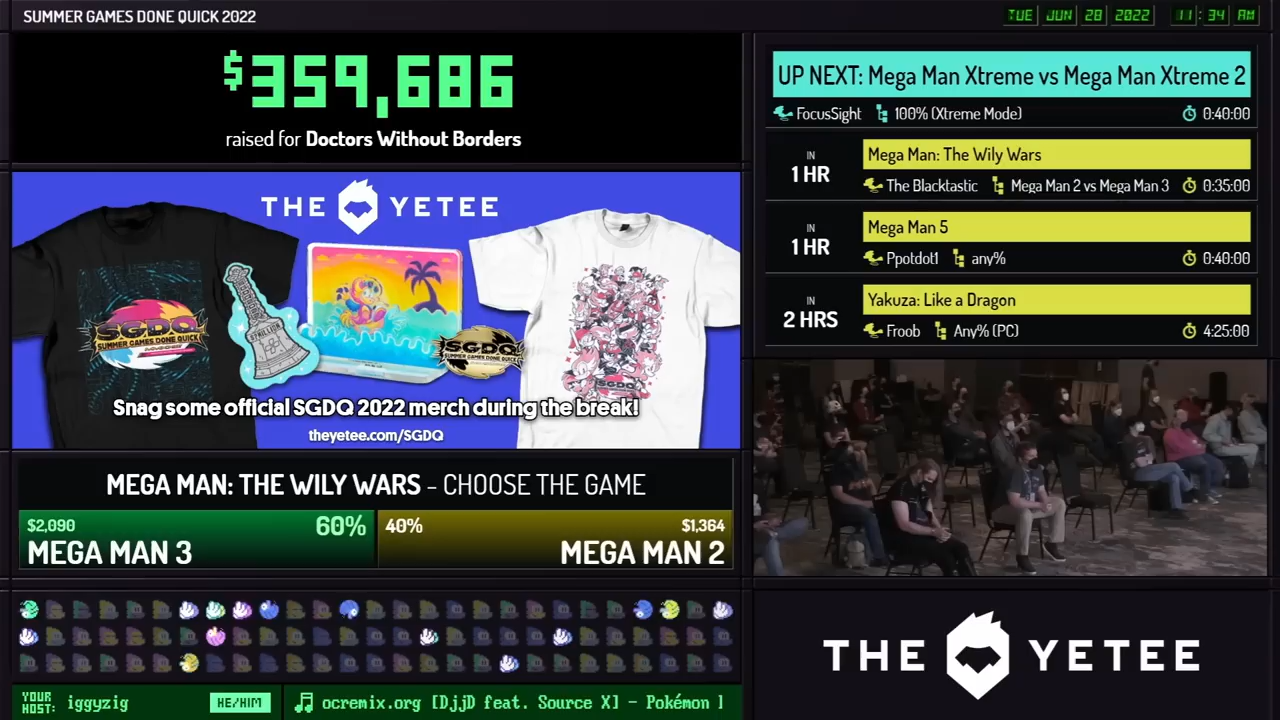 SUMMER GAMES DONE QUICK 2022
TUE JUN 28 2022 11:34 AM
$359,686
raised for Doctors Without Borders
THE YETEE
SGDQ
SUMMER GAMES DONE QUICK
SGDQ
SUMMER GAMES DONE QUICK
SGDQ
Snag some official SGDQ 2022 merch during the break!
theyetee.com/SGDQ
MEGA MAN: THE WILY WARS - CHOOSE THE GAME
$2,090 60% 40% $1,364
MEGA MAN 3 MEGA MAN 2
YOUR HOST: iggyzig HE/HIM ocremix.org [DjjD feat. Source X] - Pokémon ]
UP NEXT: Mega Man Xtreme vs Mega Man Xtreme 2
FocusSight 100% (Xtreme Mode) 0:40:00
IN 1 HR Mega Man: The Wily Wars
The Blacktastic Mega Man 2 vs Mega Man 3 0:35:00
IN 1 HR Mega Man 5
Ppotdot1 any% 0:40:00
IN 2 HRS Yakuza: Like a Dragon
Froob Any% (PC) 4:25:00
THE YETEE